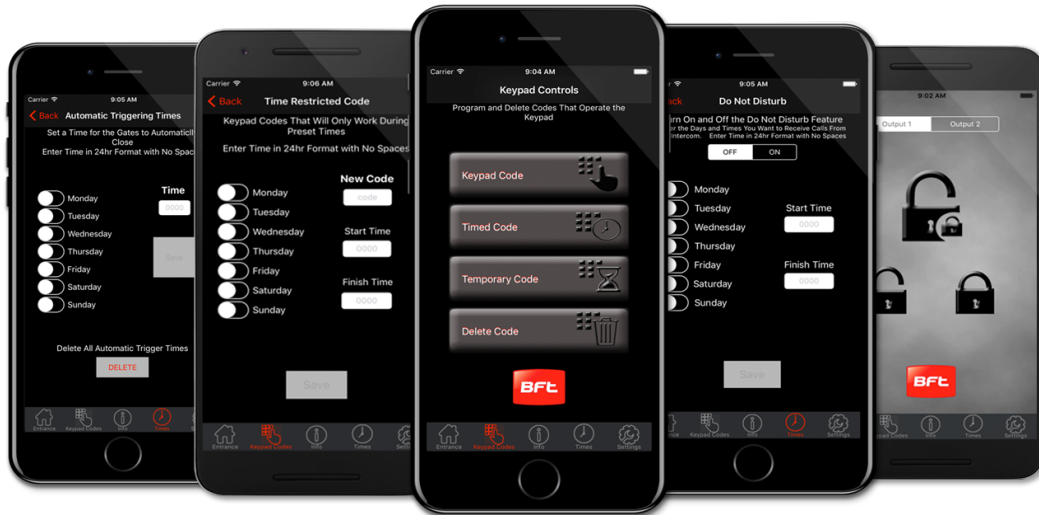 Carrier
9:05 AM
Back
Automatic Triggering Times
Set a Time for the Gates to Automaticlly
Close
Enter Time in 24hr Format with No Spaces
Time
0000
Monday
Tuesday
Wednesday
Thursday
Friday
Saturday
Sunday
Save
Delete All Automatic Trigger Times
DELETE
Entrance
Keypad Codes
Info
Times
Carrier
9:06 AM
Back
Time Restricted Code
Keypad Codes That Will Only Work During
Preset Times
Enter Time in 24hr Format with No Spaces
New Code
code
Monday
Tuesday
Wednesday
Thursday
Friday
Saturday
Sunday
Start Time
0000
Finish Time
0000
Save
Entrance
Keypad Codes
Info
Times
Carrier
9:04 AM
Keypad Controls
Program and Delete Codes That Operate the
Keypad
Keypad Code
Timed Code
Temporary Code
Delete Code
BFt
Entrance
Keypad Codes
Info
Times
Settings
9:05 AM
Do Not Disturb
On and Off the Do Not Disturb Feature
the Days and Times You Want to Receive Calls From
Intercom. Enter Time in 24hr Format with No Spaces
OFF
ON
Monday
Tuesday
Wednesday
Thursday
Friday
Saturday
Sunday
Start Time
0000
Finish Time
0000
Save
Keypad Codes
Info
Times
Settings
9:02 AM
Output 1
Output 2
BFt
Codes
Info
Times
Settings